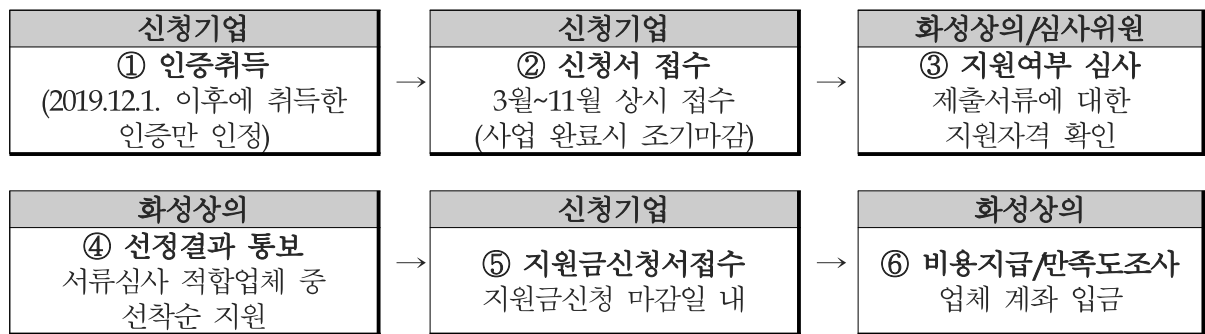 신청기업
① 인증취득
(2019.12.1. 이후에 취득한
인증만 인정)
→
신청기업
② 신청서 접수
3월~11월 상시 접수
(사업 완료시 조기마감)
→
화성상의/심사위원
③ 지원여부 심사
제출서류에 대한
지원자격 확인
화성상의
④ 선정결과 통보
서류심사 적합업체 중
선착순 지원
→
신청기업
⑤ 지원금신청서접수
지원금신청 마감일 내
→
화성상의
⑥ 비용지급/만족도조사
업체 계좌 입금